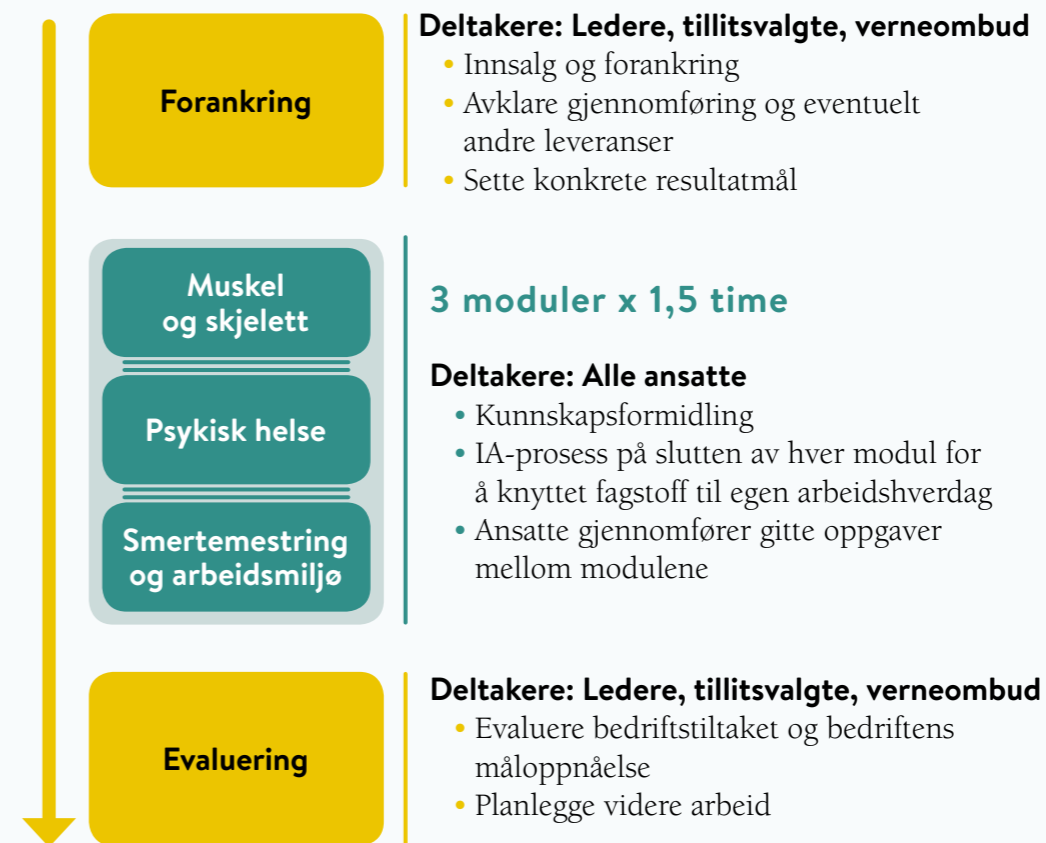 Forankring
Deltakere: Ledere, tillitsvalgte, verneombud
• Innsalg og forankring
• Avklare gjennomføring og eventuelt
andre leveranser
• Sette konkrete resultatmål
Muskel
og skjelett
Psykisk helse
Smertemestring
og arbeidsmiljø
3 moduler x 1,5 time
Deltakere: Alle ansatte
• Kunnskapsformidling
• IA-prosess på slutten av hver modul for
å knyttet fagstoff til egen arbeidshverdag
• Ansatte gjennomfører gitte oppgaver
mellom modulene
Evaluering
Deltakere: Ledere, tillitsvalgte, verneombud
• Evaluere bedriftstiltaket og bedriftens
måloppnåelse
• Planlegge videre arbeid